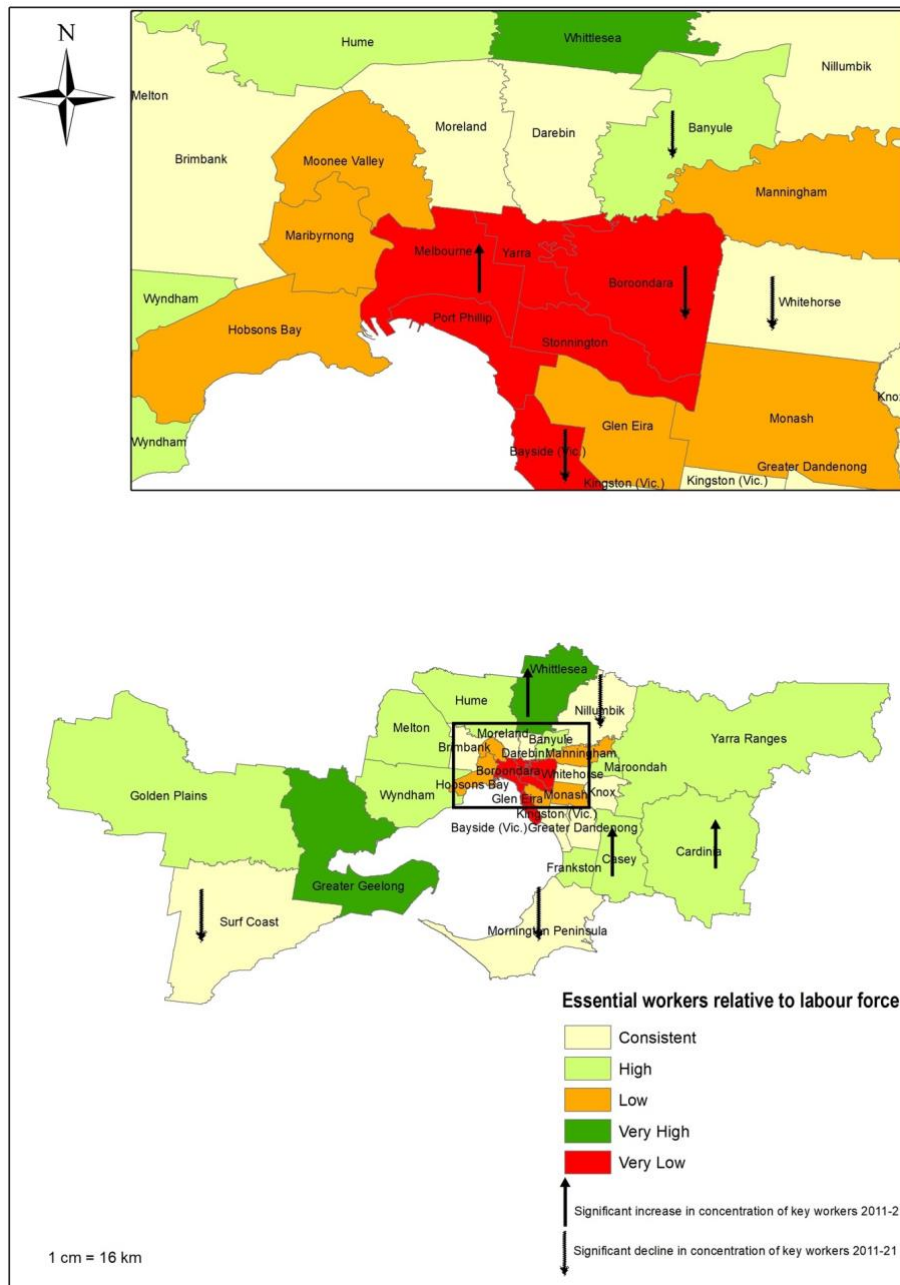 N
Hume
Whittlesea
Nillumbik
Melton
Moreland
Darebin
Banyule
Brimbank
Moonee Valley
Manningham
Maribyrnong
Melbourne
Yarra
Boroondara
Wyndham
Whitehorse
Hobsons Bay
Port Phillip
Stonnington
Knox
Monash
Glen Eira
Wyndham
Bayside (Vic.)
Greater Dandenong
Kingston (Vic.)
Kingston (Vic.)
Whittlesea
Hume
Nillumbik
Melton
Moreland
Banyule
Yarra Ranges
Brimbank
Darebin
Manningham
Boroondara
Whitehorse
Maroondah
Golden Plains
Wyndham
Hobsons Bay
Monash
Knox
Glen Eira
Kingston (Vic.)
Bayside (Vic.)
Greater Dandenong
Frankston
Casey
Cardinia
Greater Geelong
Surf Coast
Mornington Peninsula
Essential workers relative to labour force
Consistent
High
Low
Very High
Very Low
Significant increase in concentration of key workers 2011-2
Significant decline in concentration of key workers 2011-21
1 cm = 16 km